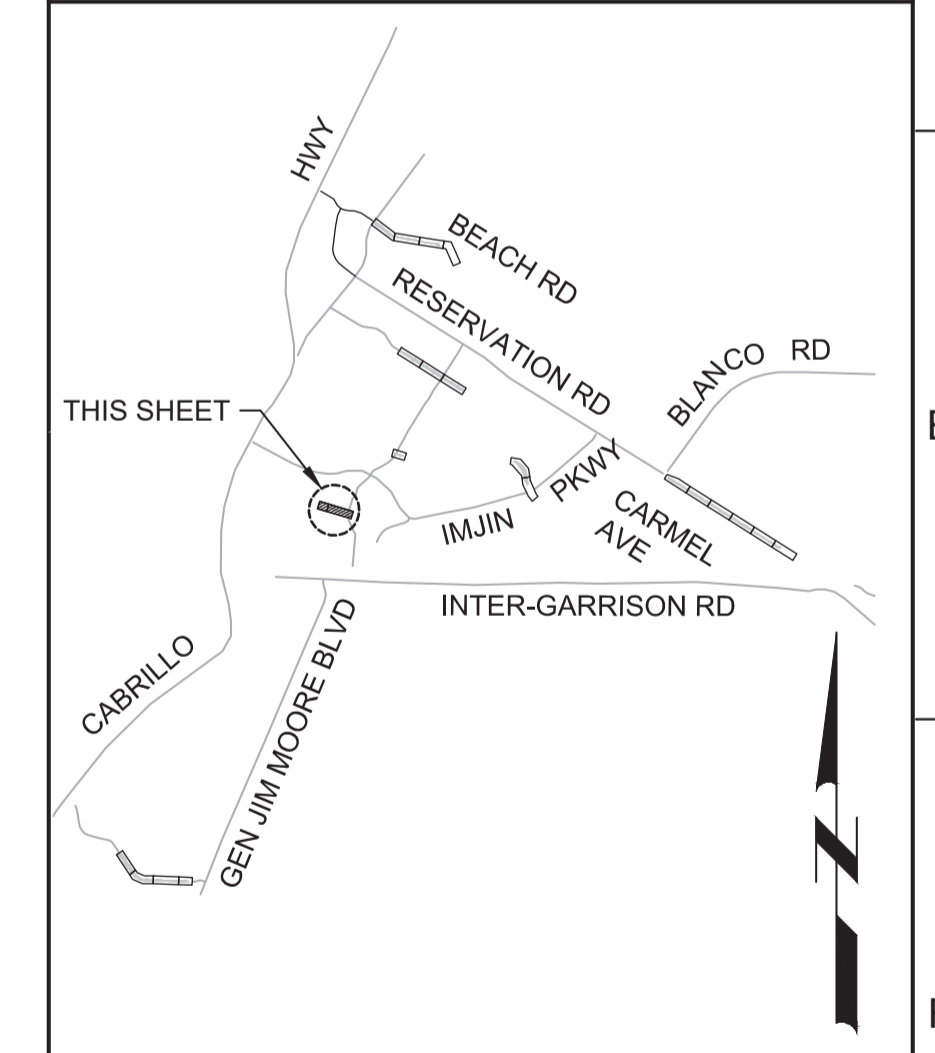 HWY
BEACH RD
RESERVATION RD
BLANCO RD
THIS SHEET
PKWY
IMJIN
CARMEL
AVE
INTER-GARRISON RD
CABRILLO
GEN JIM MOORE BLVD
N